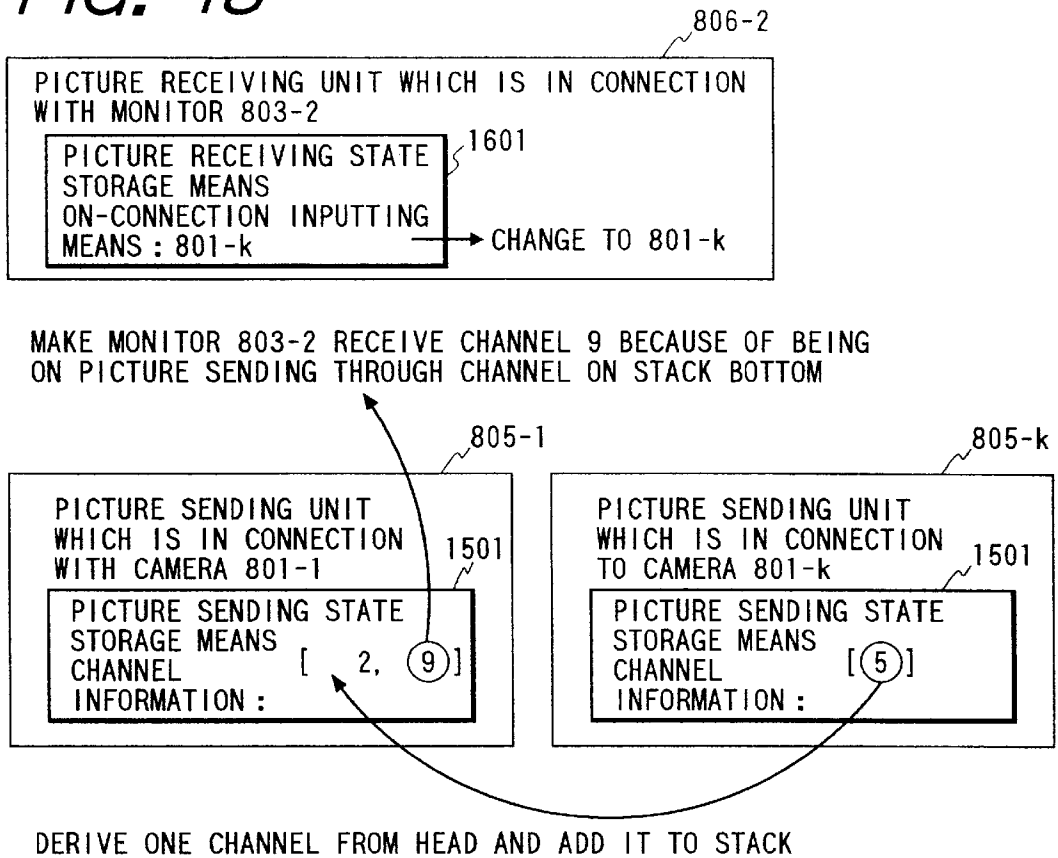 806-2
PICTURE RECEIVING UNIT WHICH IS IN CONNECTION
WITH MONITOR 803-2
1601
PICTURE RECEIVING STATE
STORAGE MEANS
ON-CONNECTION INPUTTING
MEANS : 801-k
CHANGE TO 801-k
MAKE MONITOR 803-2 RECEIVE CHANNEL 9 BECAUSE OF BEING
ON PICTURE SENDING THROUGH CHANNEL ON STACK BOTTOM
805-1
PICTURE SENDING UNIT
WHICH IS IN CONNECTION
WITH CAMERA 801-1
1501
PICTURE SENDING STATE
STORAGE MEANS
CHANNEL [ 2, 9]
INFORMATION :
805-k
PICTURE SENDING UNIT
WHICH IS IN CONNECTION
TO CAMERA 801-k
1501
PICTURE SENDING STATE
STORAGE MEANS
CHANNEL [5]
INFORMATION :
DERIVE ONE CHANNEL FROM HEAD AND ADD IT TO STACK